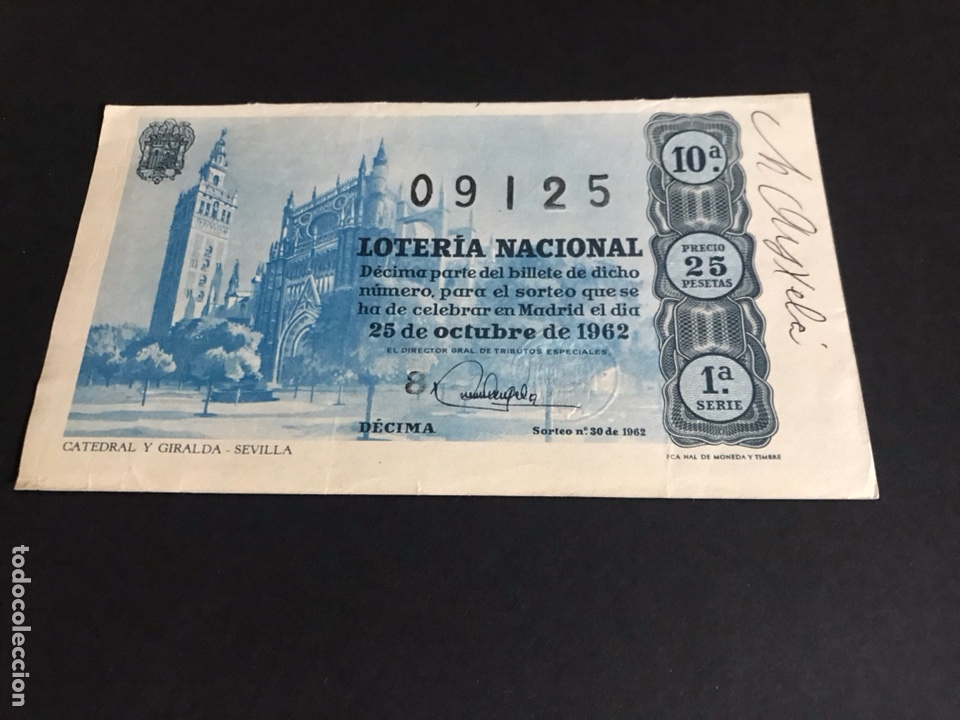 09125
LOTERÍA NACIONAL
Décima parte del billete de dicho
número, para el sorteo que se
ha de celebrar en Madrid el dia
25 de octubre de 1962
EL DIRECTOR GRAL. DE TRIBUTOS ESPECIALES,
8
DÉCIMA
Sorteo nº 30 de 1962
CATEDRAL Y GIRALDA - SEVILLA
10ª.
PRECIO
25
PESETAS
1ª
SERIE
FCA NAL DE MONEDA Y TIMBRE
todocoleccion